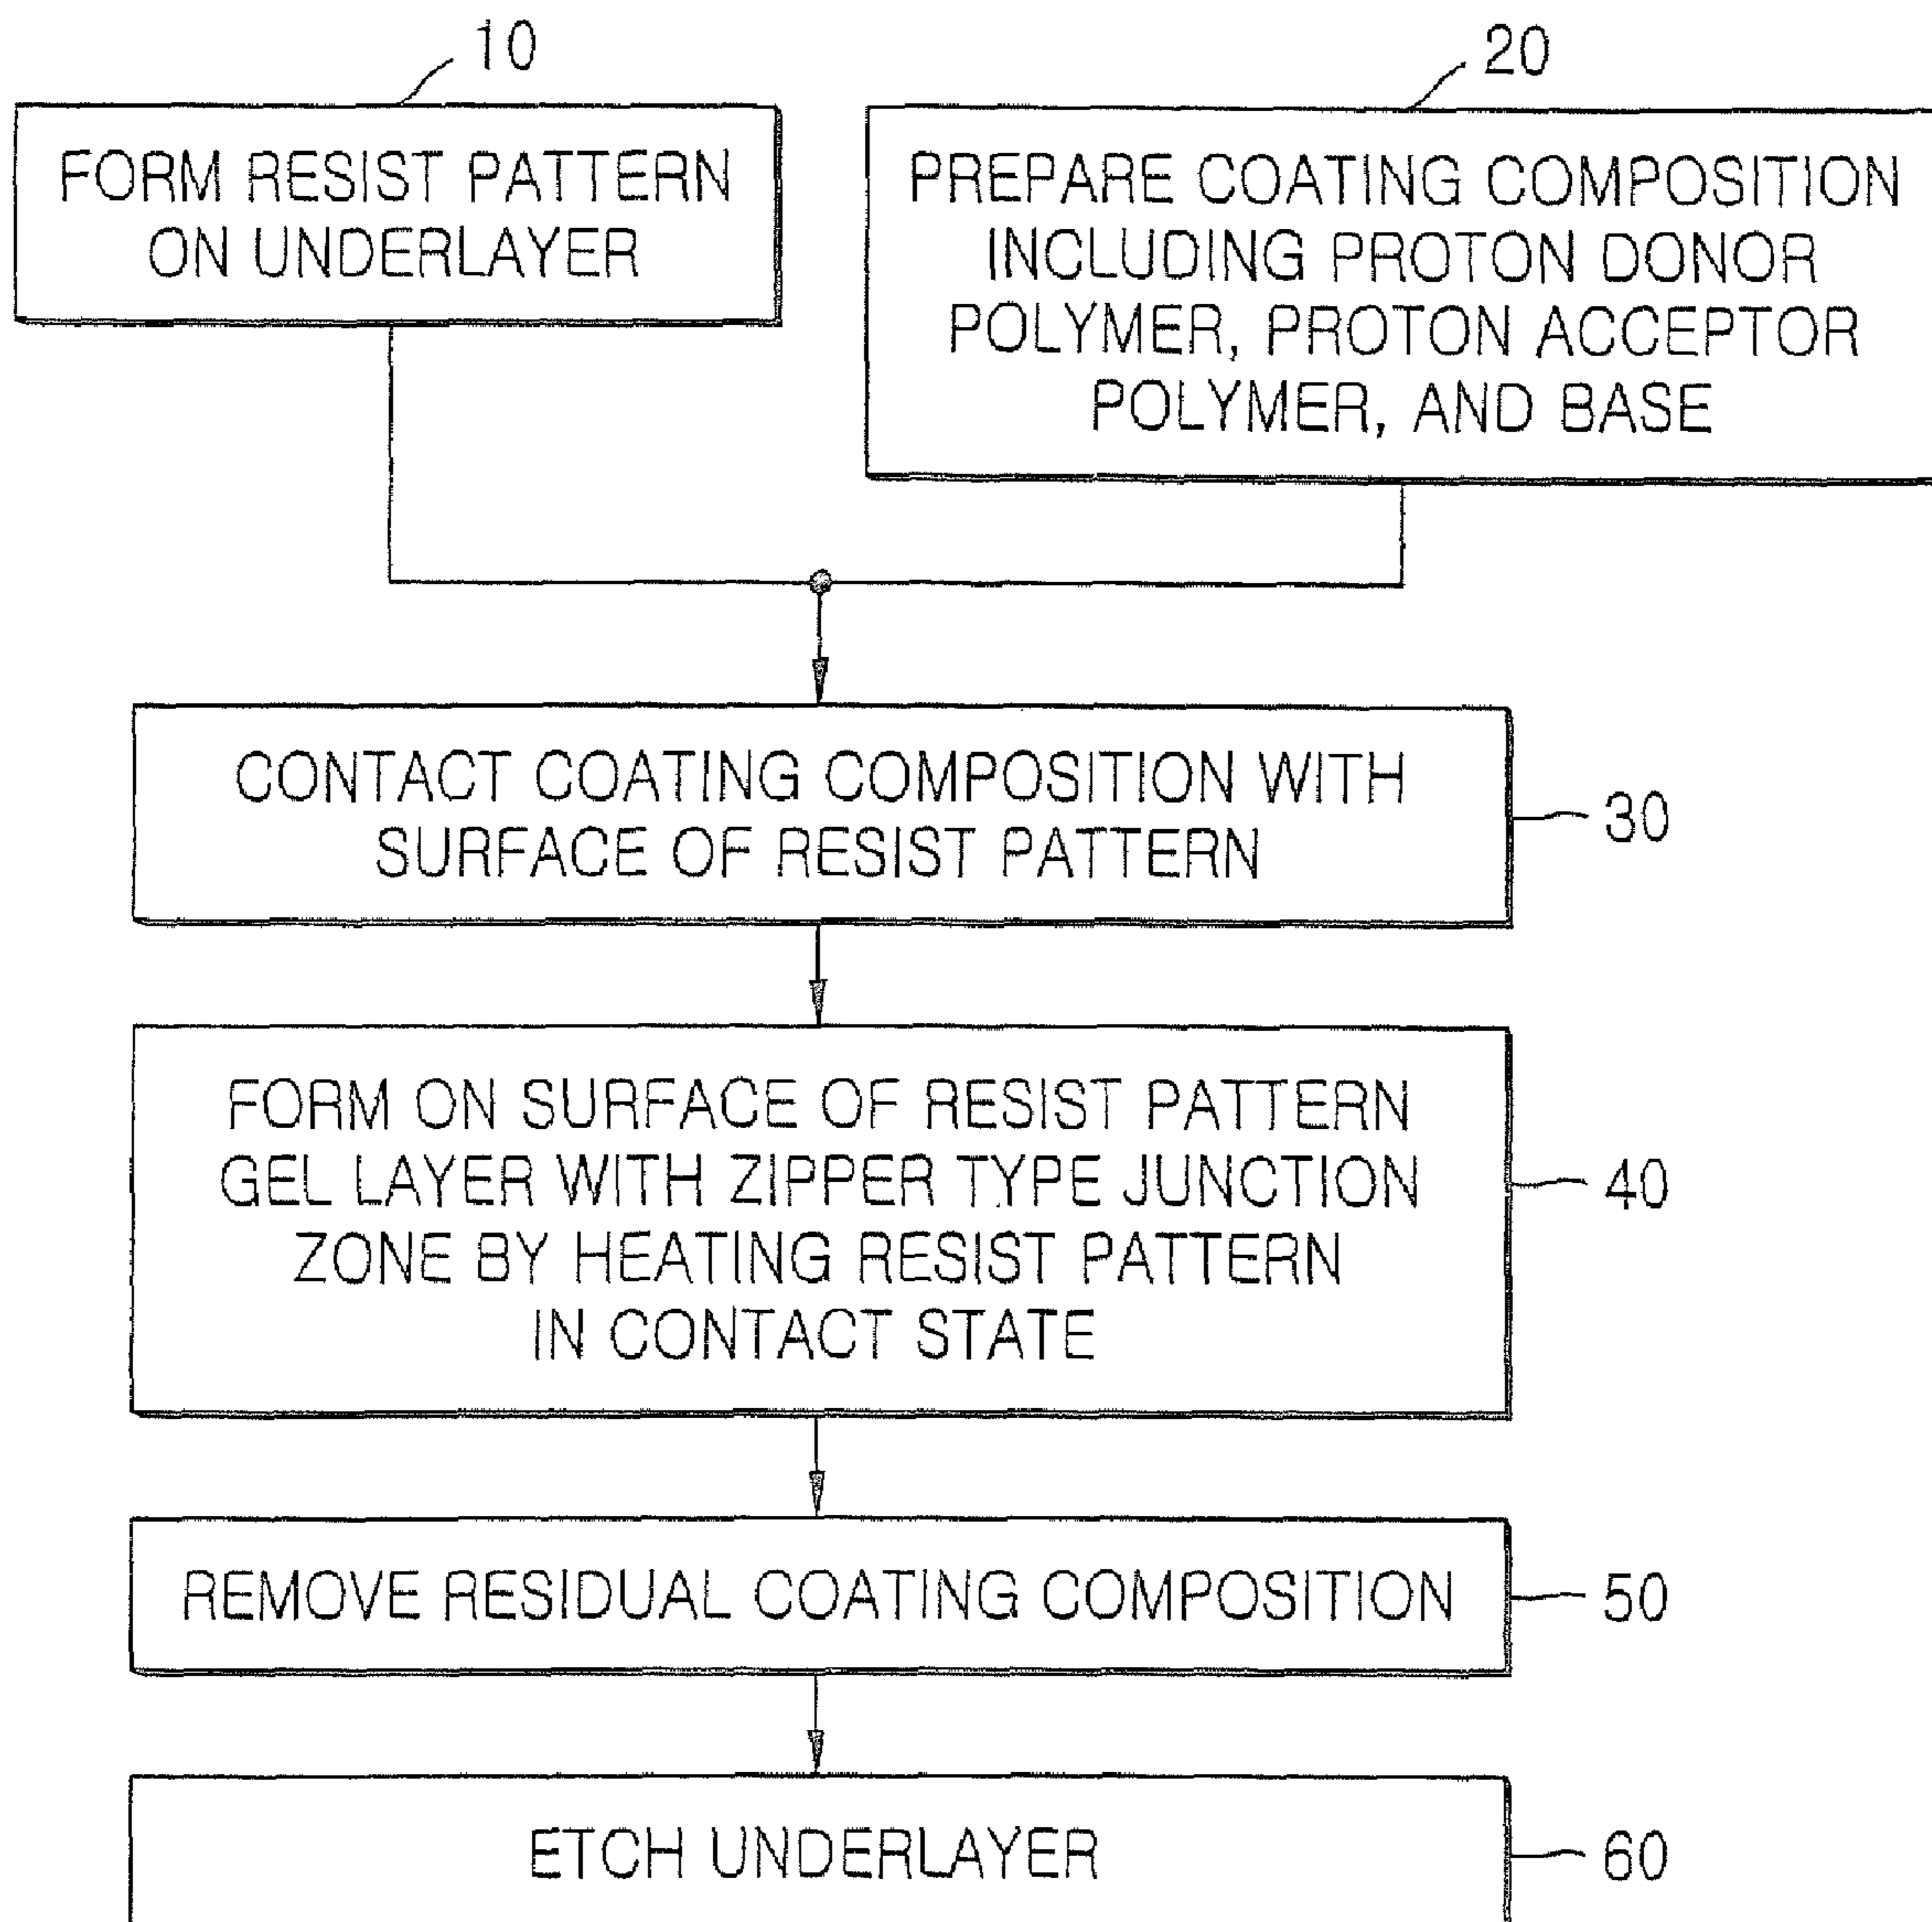 10
FORM RESIST PATTERN
ON UNDERLAYER
20
PREPARE COATING COMPOSITION
INCLUDING PROTON DONOR
POLYMER, PROTON ACCEPTOR
POLYMER, AND BASE
CONTACT COATING COMPOSITION WITH
SURFACE OF RESIST PATTERN
30
FORM ON SURFACE OF RESIST PATTERN
GEL LAYER WITH ZIPPER TYPE JUNCTION
ZONE BY HEATING RESIST PATTERN
IN CONTACT STATE
40
REMOVE RESIDUAL COATING COMPOSITION
50
ETCH UNDERLAYER
60